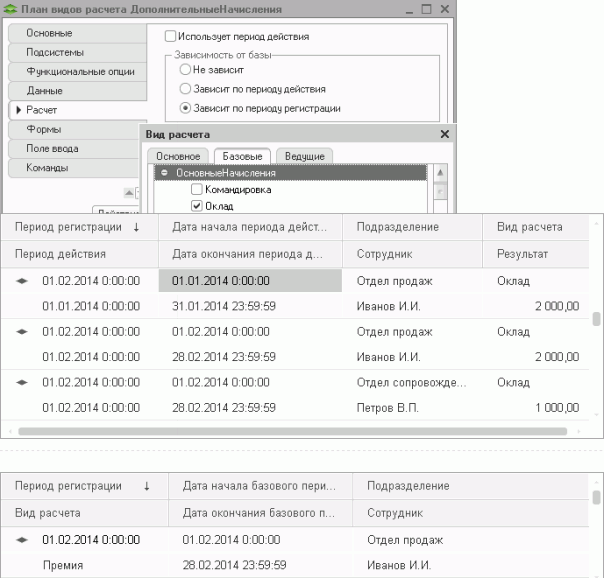 План видов расчета ДополнительныеНачисления
Основные
Подсистемы
Функциональные опции
Данные
Расчет
Формы
Поле ввода
Команды
Использует период действия
Зависимость от базы
Не зависит
Зависит по периоду действия
Зависит по периоду регистрации
Вид расчета
Основное Базовые Ведущие
ОсновныеНачисления
Командировка
Оклад
Период регистрации ↓ Дата начала периода дейст... Подразделение Вид расчета
Период действия Дата окончания периода д... Сотрудник Результат
01.02.2014 0:00:00 01.01.2014 0:00:00 Отдел продаж Оклад
01.01.2014 0:00:00 31.01.2014 23:59:59 Иванов И.И. 2 000,00
01.02.2014 0:00:00 01.02.2014 0:00:00 Отдел продаж Оклад
01.02.2014 0:00:00 28.02.2014 23:59:59 Иванов И.И. 2 000,00
01.02.2014 0:00:00 01.02.2014 0:00:00 Отдел сопровожде... Оклад
01.02.2014 0:00:00 28.02.2014 23:59:59 Петров В.П. 1 000,00
Период регистрации ↓ Дата начала базового пери... Подразделение
Вид расчета Дата окончания базового п... Сотрудник
01.02.2014 0:00:00 01.02.2014 0:00:00 Отдел продаж
Премия 28.02.2014 23:59:59 Иванов И.И.